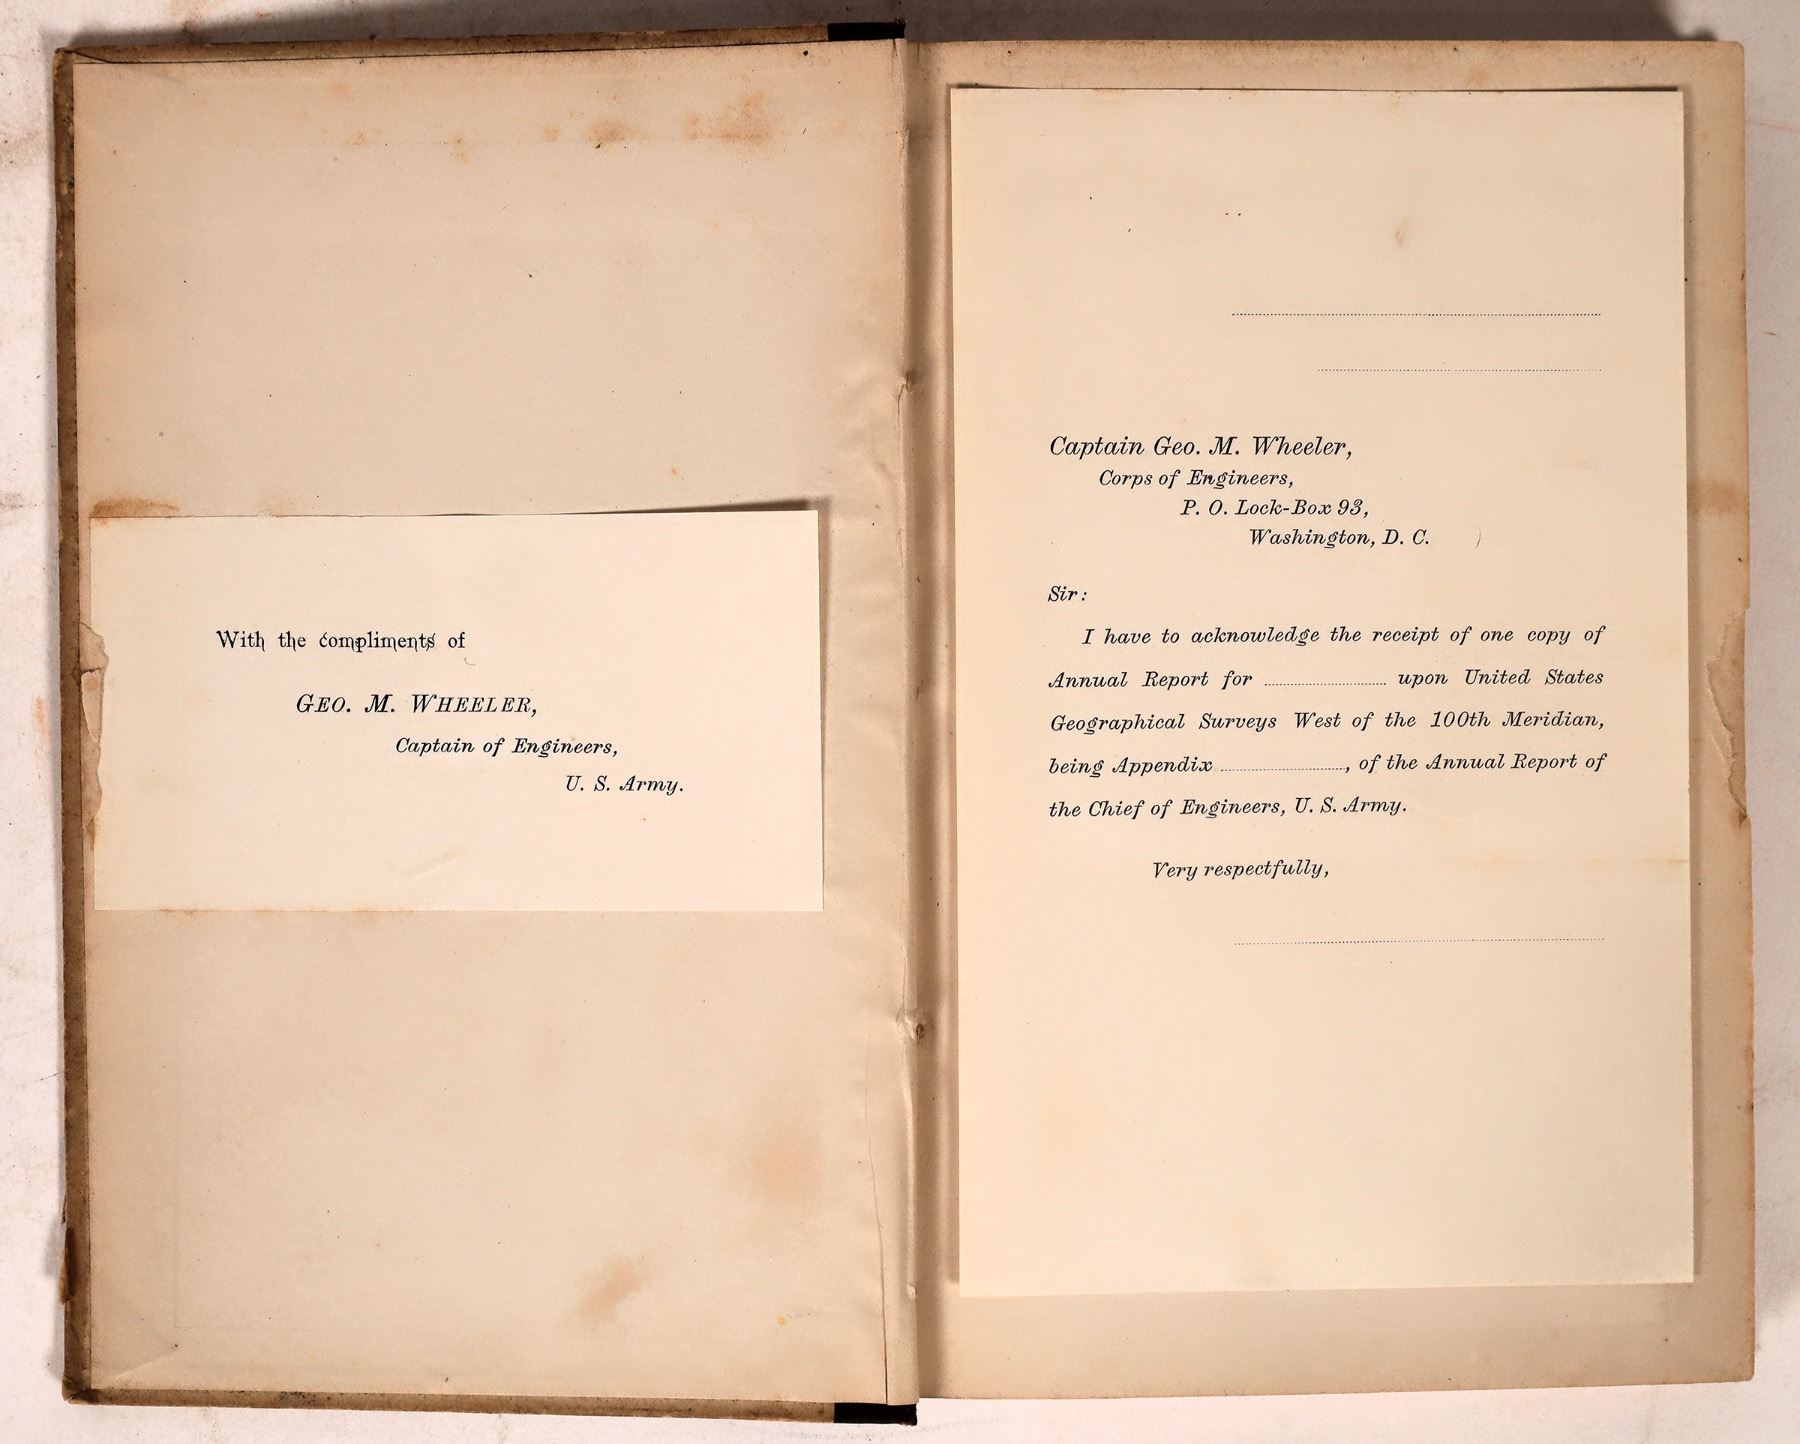 With the compliments of
GEO. M. WHEELER,
Captain of Engineers,
U. S. Army.
Captain Geo. M. Wheeler,
Corps of Engineers,
P. O. Lock-Box 93,
Washington, D. C.
Sir:
I have to acknowledge the receipt of one copy of
Annual Report for .............................. upon United States
Geographical Surveys West of the 100th Meridian,
being Appendix .............................., of the Annual Report of
the Chief of Engineers, U. S. Army.
Very respectfully,